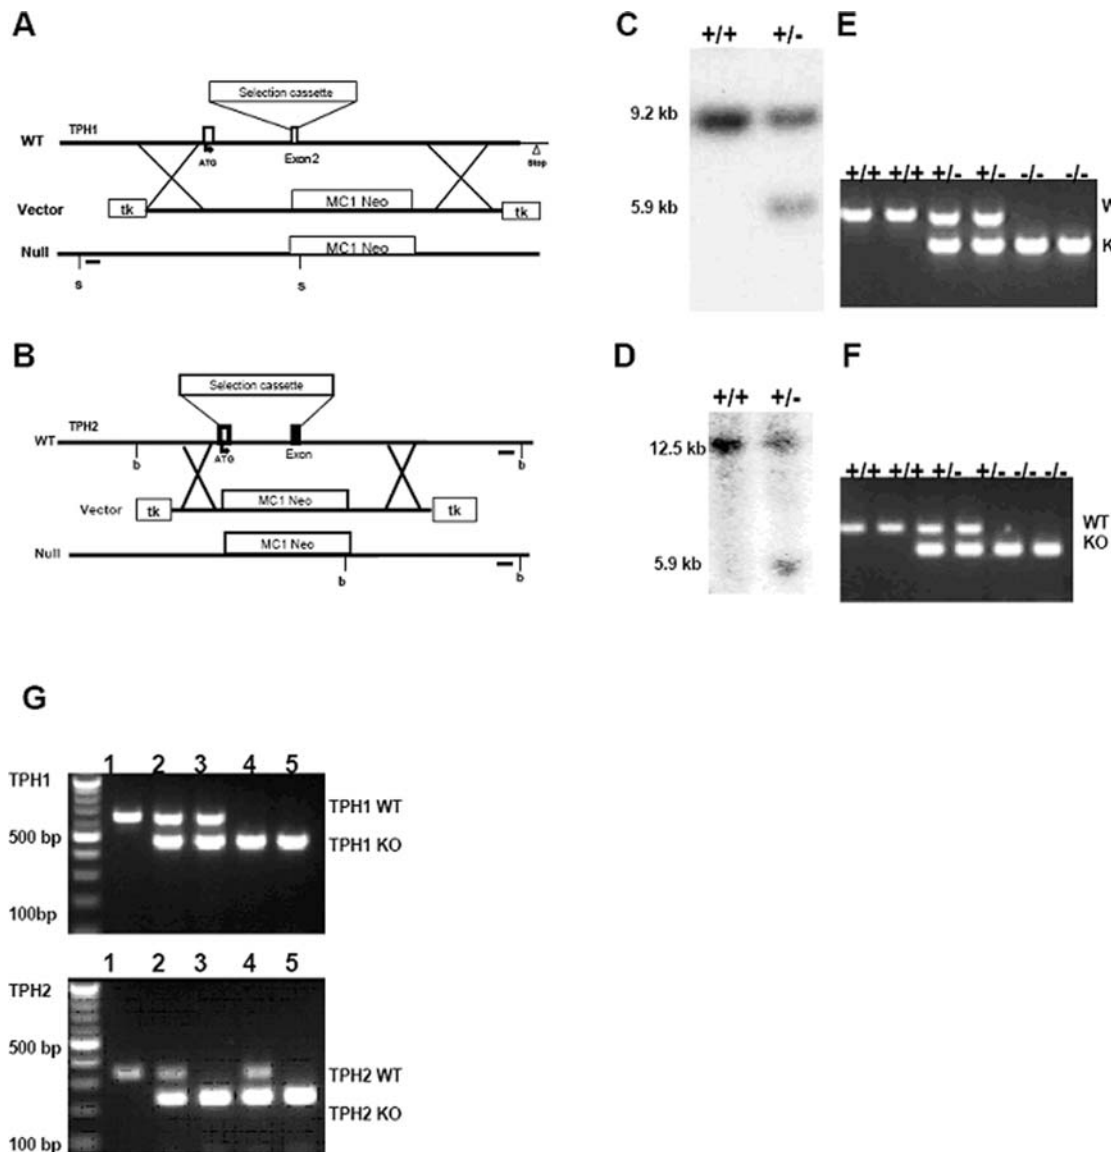 A
Selection cassette
TPH1
WT
ATG
Exon2
Stop
tk
MC1 Neo
tk
Vector
Null
MC1 Neo
s
s
B
Selection cassette
WT
TPH2
b
ATG
Exon
b
Vector
tk
MC1 Neo
tk
Null
MC1 Neo
b
b
C
+/+ +/-
9.2 kb
5.9 kb
D
+/+ +/-
12.5 kb
5.9 kb
E
+/+ +/+ +/- +/- -/- -/-
W
K
F
+/+ +/+ +/- +/- -/- -/-
WT
KO
G
1 2 3 4 5
TPH1
TPH1 WT
500 bp
TPH1 KO
100bp
1 2 3 4 5
TPH2
500 bp
TPH2 WT
TPH2 KO
100 bp